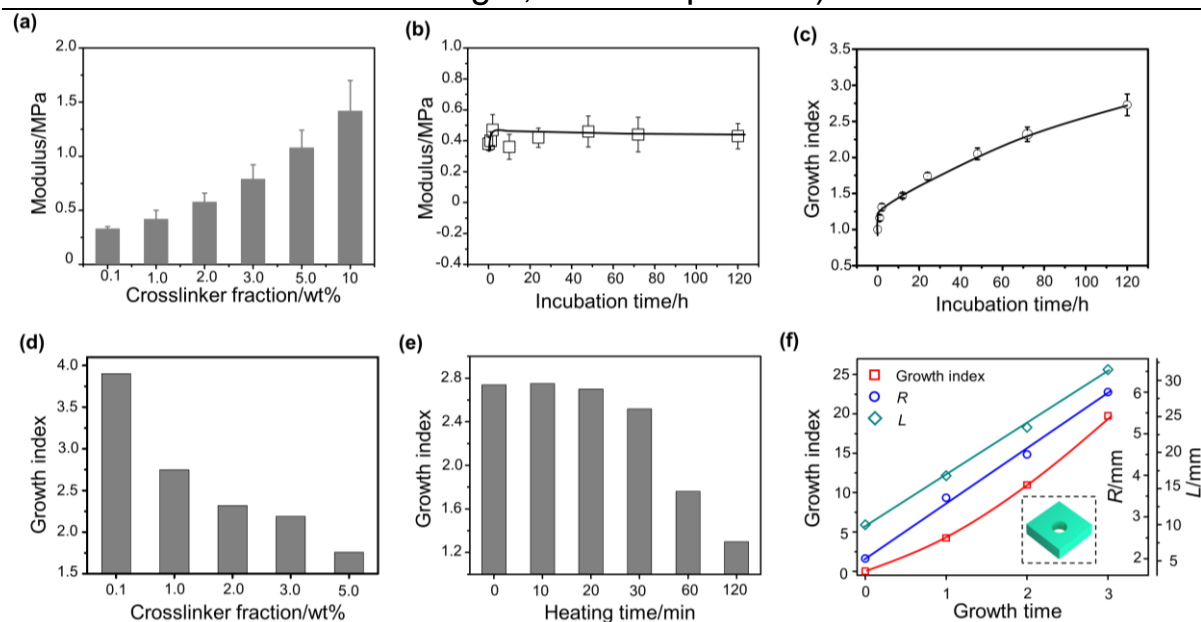 (a)
2.0
1.5
1.0
0.5
0
Modulus/MPa
0.1 1.0 2.0 3.0 5.0 10
Crosslinker fraction/wt%
(b)
1.0
0.8
0.6
0.4
0.2
0
-0.2
-0.4
Modulus/MPa
0 20 40 60 80 100 120
Incubation time/h
(c)
3.5
3.0
2.5
2.0
1.5
1.0
0.5
Growth index
0 20 40 60 80 100 120
Incubation time/h
(d)
4.0
3.5
3.0
2.5
2.0
1.5
Growth index
0.1 1.0 2.0 3.0 5.0
Crosslinker fraction/wt%
(e)
2.8
2.4
2.0
1.6
1.2
Growth index
0 10 20 30 60 120
Heating time/min
(f)
25
20
15
10
5
0
Growth index
Growth index
R
L
6
5
4
3
2
R/mm
30
25
20
15
10
5
L/mm
0 1 2 3
Growth time